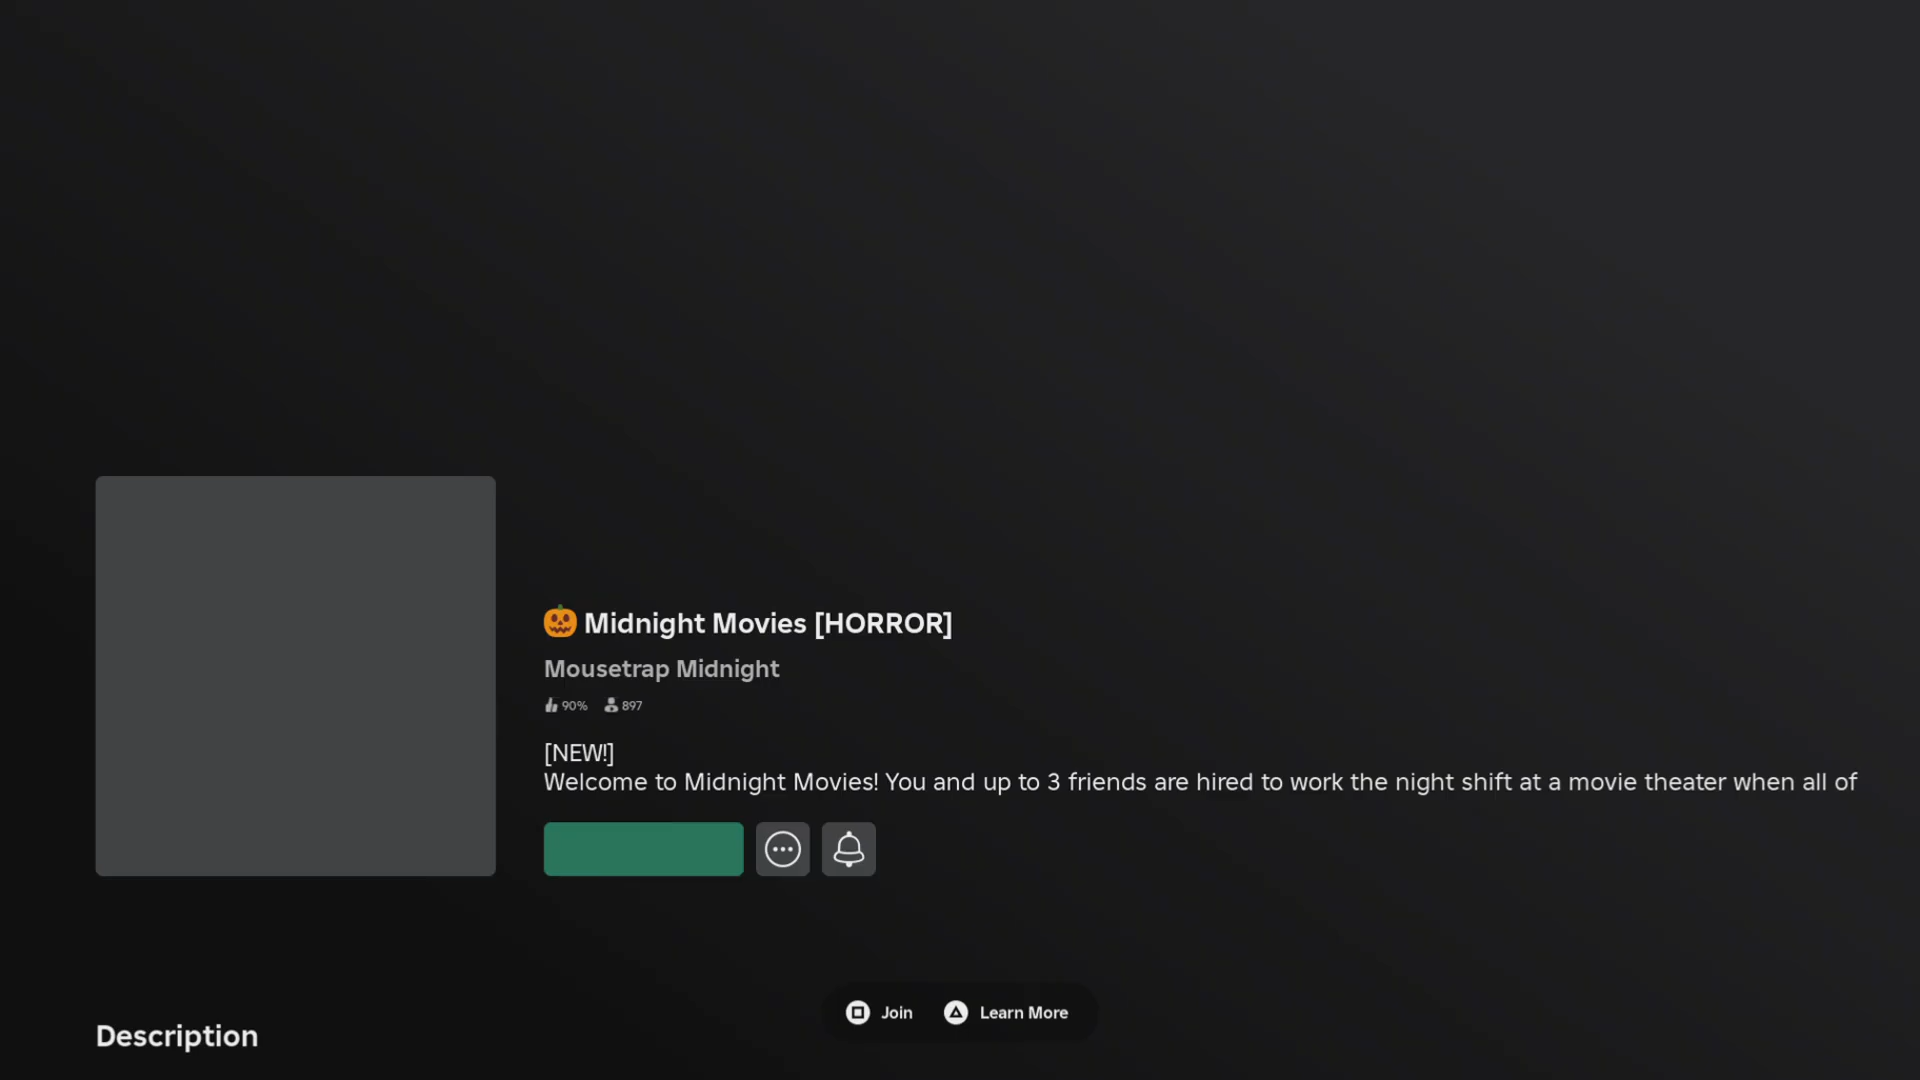 🎃 Midnight Movies [HORROR]
Mousetrap Midnight
90% 897
[NEW!]
Welcome to Midnight Movies! You and up to 3 friends are hired to work the night shift at a movie theater when all of
Join Learn More
Description